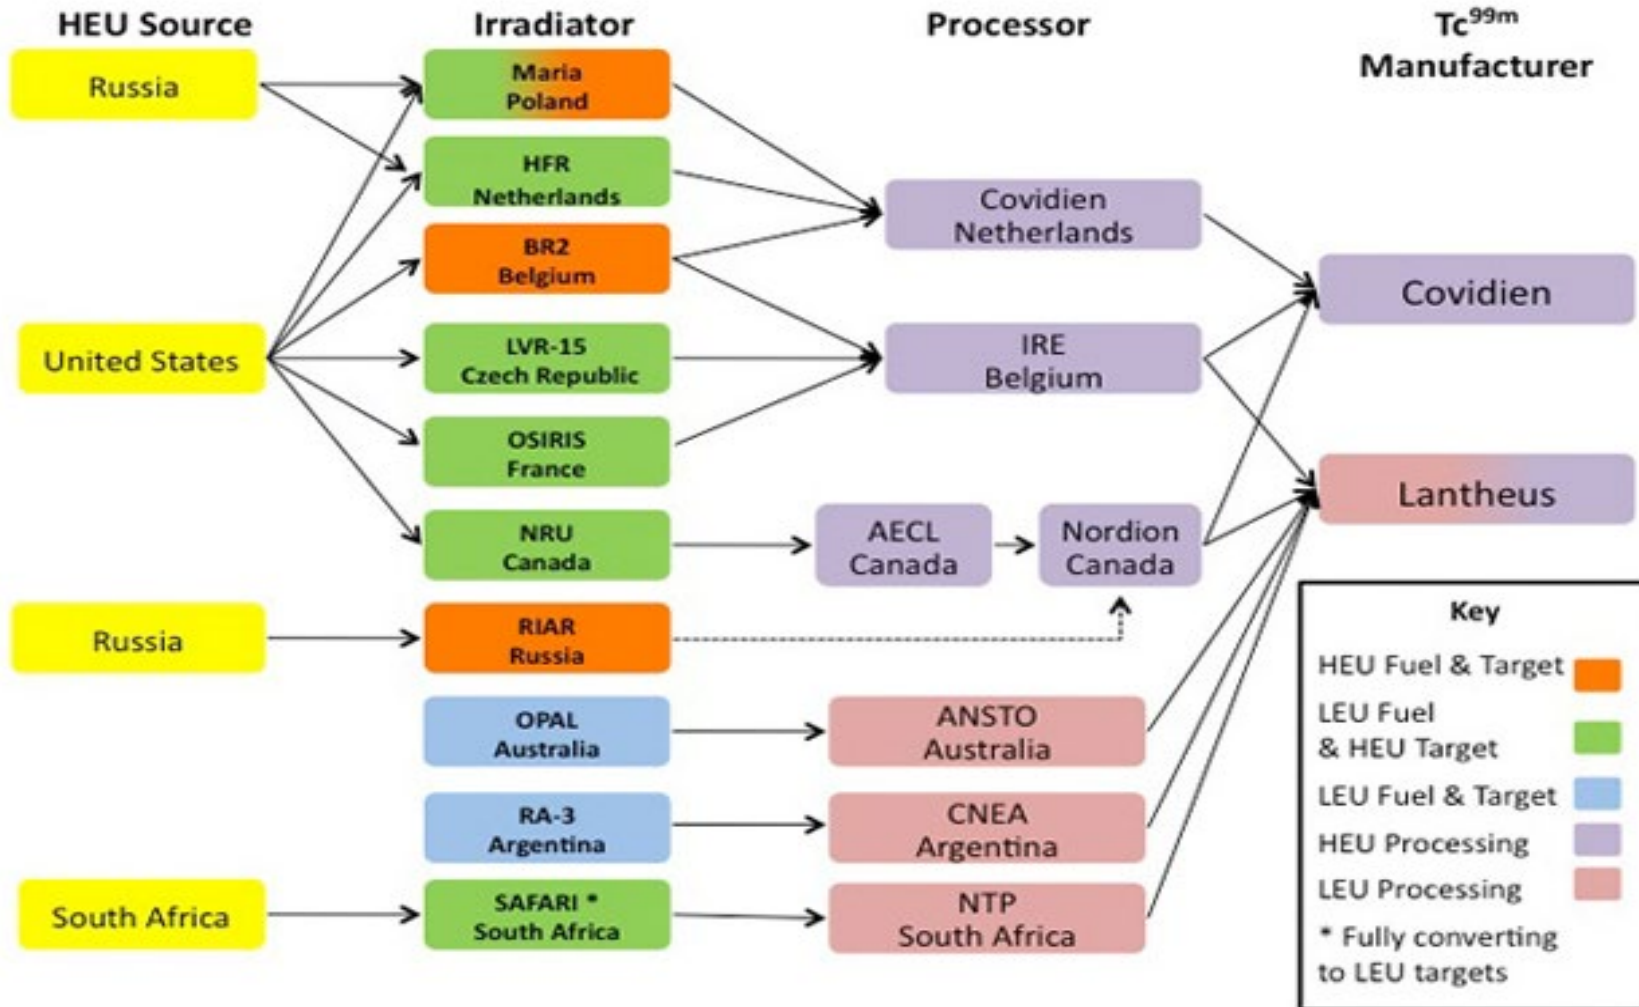 HEU Source
Irradiator
Processor
Tc99m
Manufacturer
Russia
Maria
Poland
HFR
Netherlands
Covidien
Netherlands
BR2
Belgium
Covidien
United States
LVR-15
Czech Republic
IRE
Belgium
OSIRIS
France
Lantheus
NRU
Canada
AECL
Canada
Nordion
Canada
Russia
RIAR
Russia
OPAL
Australia
ANSTO
Australia
RA-3
Argentina
CNEA
Argentina
South Africa
SAFARI *
South Africa
NTP
South Africa
Key
HEU Fuel & Target
LEU Fuel
& HEU Target
LEU Fuel & Target
HEU Processing
LEU Processing
* Fully converting
to LEU targets